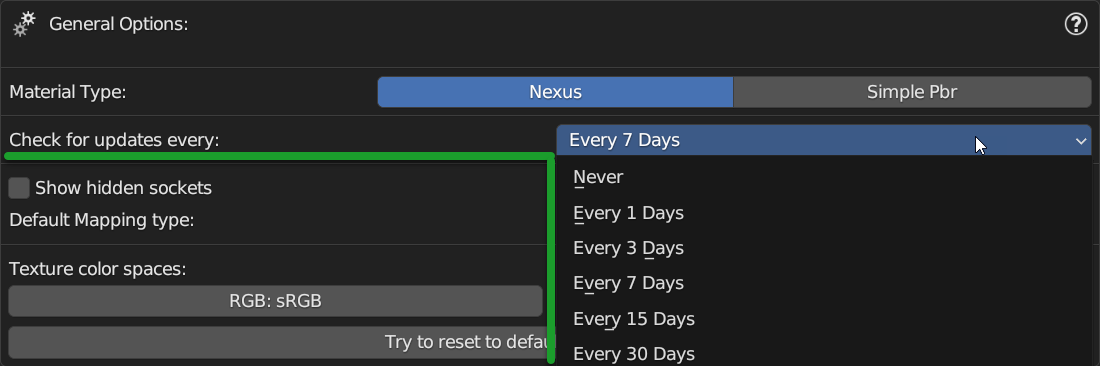 General Options:
?
Material Type:
Nexus
Simple Pbr
Check for updates every:
Every 7 Days
Never
Every 1 Days
Every 3 Days
Every 7 Days
Every 15 Days
Every 30 Days
Show hidden sockets
Default Mapping type:
Texture color spaces:
RGB: sRGB
Try to reset to defau